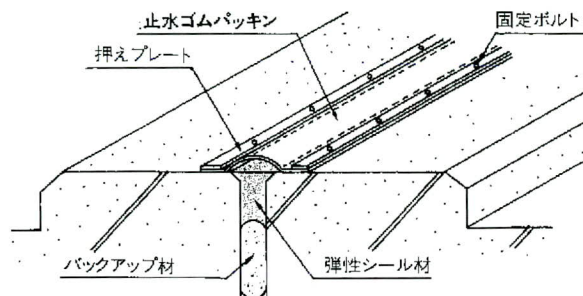 止水ゴムパッキン
固定ボルト
押えプレート
バックアップ材
弾性シール材